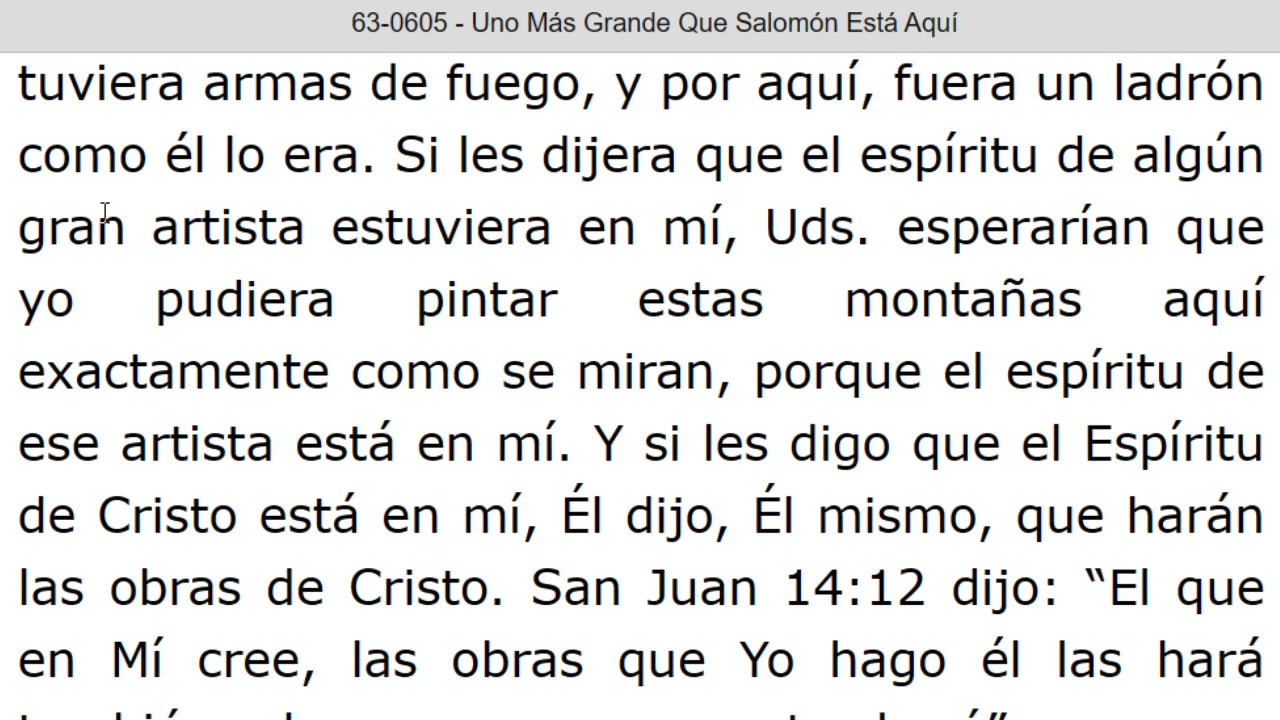 63-0605 - Uno Más Grande Que Salomón Está Aquí
tuviera armas de fuego, y por aquí, fuera un ladrón
como él lo era. Si les dijera que el espíritu de algún
gran artista estuviera en mí, Uds. esperarían que
yo pudiera pintar estas montañas aquí
exactamente como se miran, porque el espíritu de
ese artista está en mí. Y si les digo que el Espíritu
de Cristo está en mí, Él dijo, Él mismo, que harán
las obras de Cristo. San Juan 14:12 dijo: “El que
en Mí cree, las obras que Yo hago él las hará